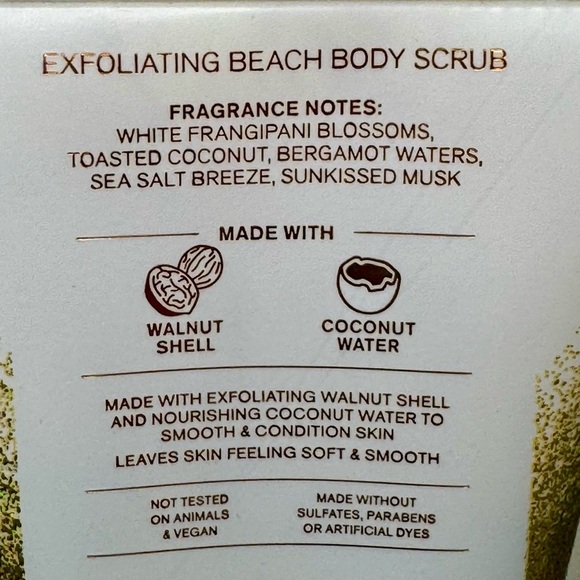 EXFOLIATING BEACH BODY SCRUB
FRAGRANCE NOTES:
WHITE FRANGIPANI BLOSSOMS,
TOASTED COCONUT, BERGAMOT WATERS,
SEA SALT BREEZE, SUNKISSED MUSK
MADE WITH
WALNUT
SHELL
COCONUT
WATER
MADE WITH EXFOLIATING WALNUT SHELL
AND NOURISHING COCONUT WATER TO
SMOOTH & CONDITION SKIN
LEAVES SKIN FEELING SOFT & SMOOTH
NOT TESTED
ON ANIMALS
& VEGAN
MADE WITHOUT
SULFATES, PARABENS
OR ARTIFICIAL DYES